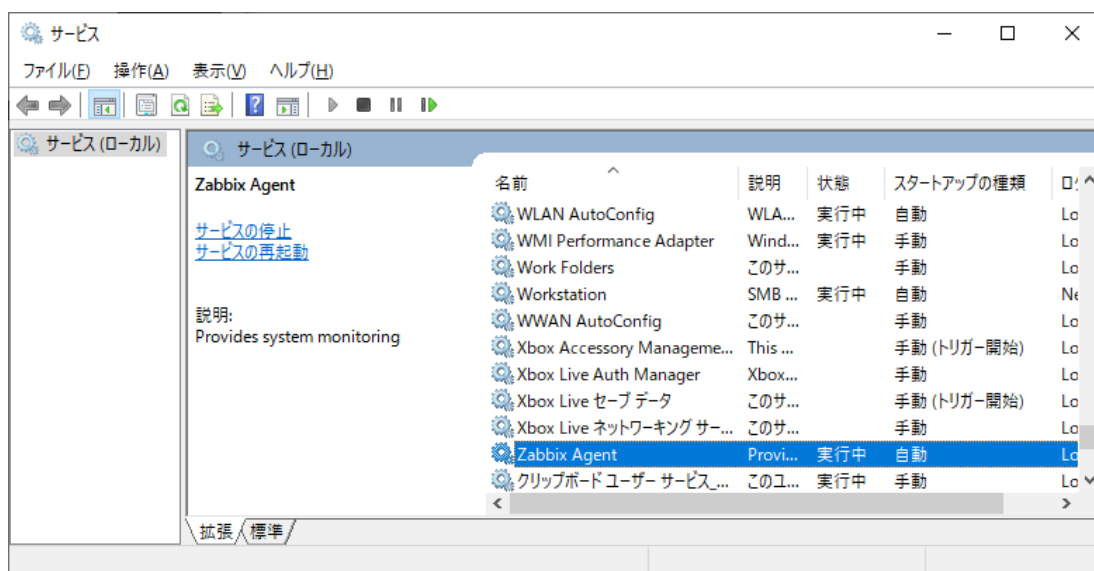 サービス
ファイル(F) 操作(A) 表示(V) ヘルプ(H)
サービス (ローカル)
サービス (ローカル)
Zabbix Agent
サービスの停止
サービスの再起動
説明:
Provides system monitoring
名前 説明 状態 スタートアップの種類 ログ
WLAN AutoConfig WLA... 実行中 自動 Lo
WMI Performance Adapter Wind... 実行中 手動 Lo
Work Folders このサ... 手動 Lo
Workstation SMB ... 実行中 自動 Ne
WWAN AutoConfig このサ... 手動 Lo
Xbox Accessory Manageme... This ... 手動 (トリガー開始) Lo
Xbox Live Auth Manager Xbox... 手動 Lo
Xbox Live セーブ データ このサ... 手動 (トリガー開始) Lo
Xbox Live ネットワーキング サー... このサ... 手動 Lo
Zabbix Agent Provi... 実行中 自動 Lo
クリップボード ユーザー サービス_... このユ... 実行中 手動 Lo
拡張 標準